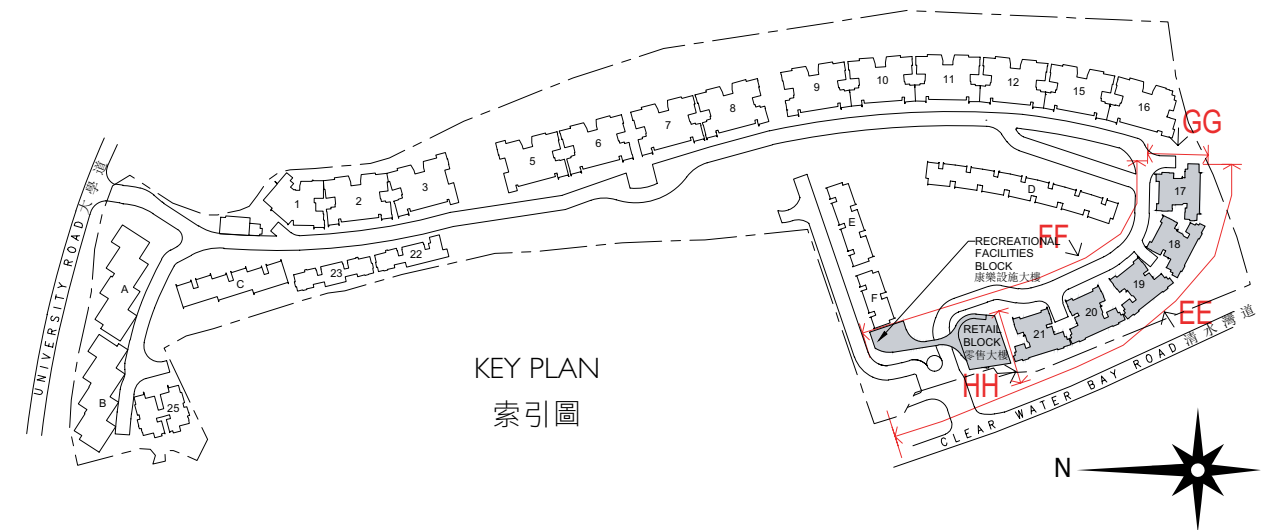 9
10
11
12
15
16
GG
8
7
6
5
3
2
1
17
D
E
FF
RECREATIONAL
FACILITIES
BLOCK
康樂設施大樓
18
19
20
21
F
RETAIL
BLOCK
零售大樓
EE
HH
CLEAR WATER BAY ROAD 清水灣道
UNIVERSITY ROAD 大學道
A
B
C
23
22
25
KEY PLAN
索引圖
N